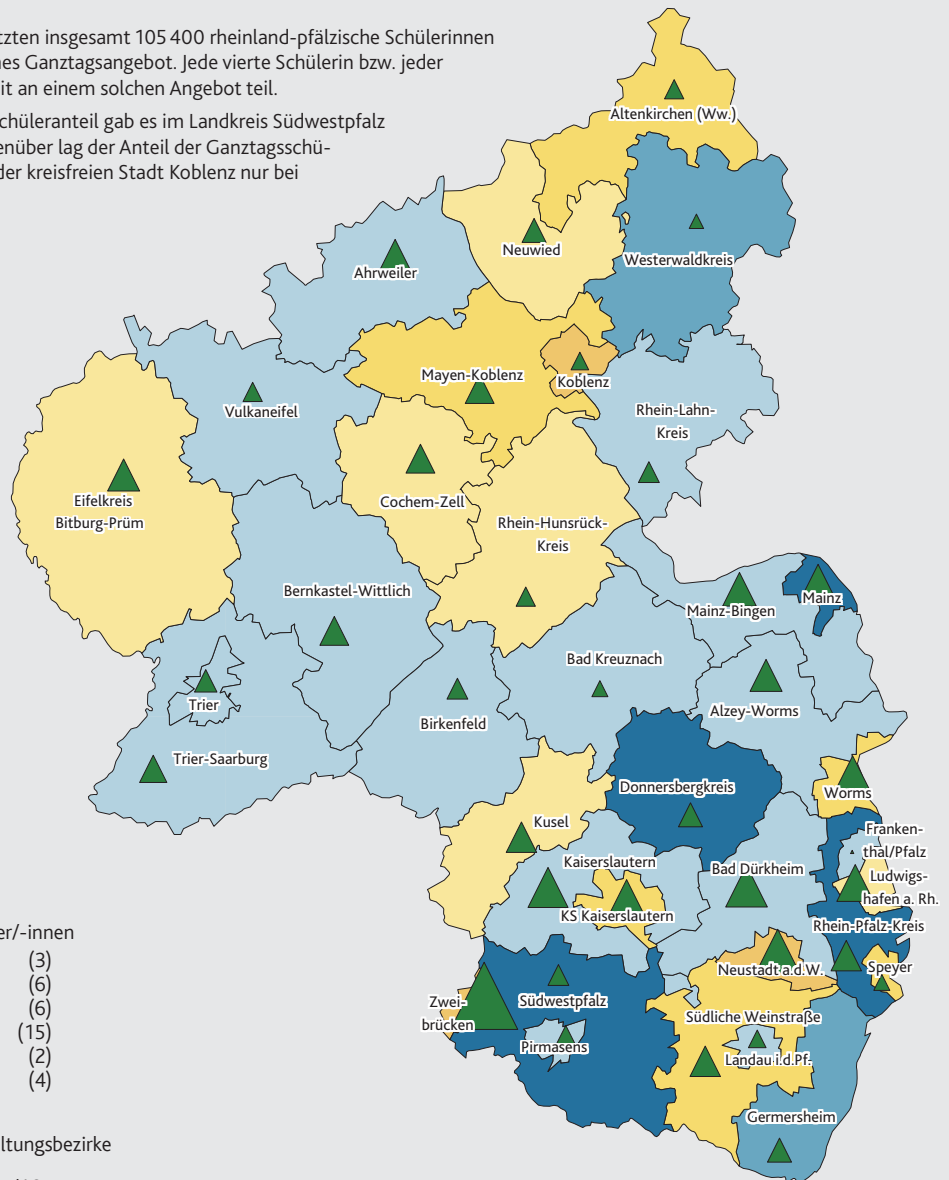 tzten insgesamt 105 400 rheinland-pfälzische Schülerinnen
nes Ganztagsangebot. Jede vierte Schülerin bzw. jeder
it an einem solchen Angebot teil.
chüleranteil gab es im Landkreis Südwestpfalz
enüber lag der Anteil der Ganztagsschü-
der kreisfreien Stadt Koblenz nur bei
Altenkirchen (Ww.)
Neuwied
Westerwaldkreis
Ahrweiler
Mayen-Koblenz
Koblenz
Vulkaneifel
Rhein-Lahn-
Kreis
Eifelkreis
Bitburg-Prüm
Cochem-Zell
Rhein-Hunsrück-
Kreis
Bernkastel-Wittlich
Mainz-Bingen
Mainz
Bad Kreuznach
Trier
Birkenfeld
Alzey-Worms
Trier-Saarburg
Donnersbergkreis
Worms
Kusel
Franken-
thal/Pfalz
Kaiserslautern
Bad Dürkheim
Ludwigs-
hafen a. Rh.
KS Kaiserslautern
Rhein-Pfalz-Kreis
er/-innen
(3)
(6)
(6)
(15)
(2)
(4)
Neustadt a.d.W.
Speyer
Zwei-
brücken
Südwestpfalz
Südliche Weinstraße
Pirmasens
Landau i.d.Pf.
Germersheim
ltungsbezirke